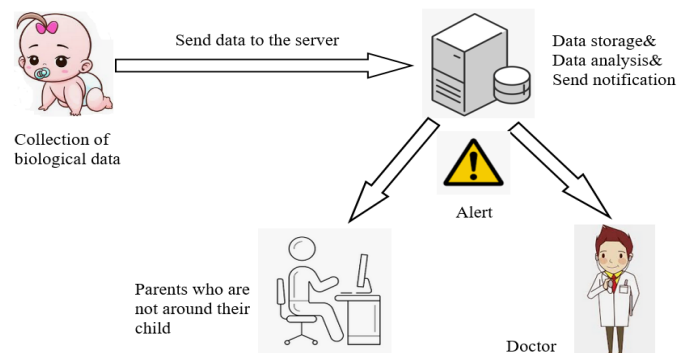 Send data to the server
Data storage&
Data analysis&
Send notification
Collection of
biological data
Alert
Parents who are
not around their
child
Doctor